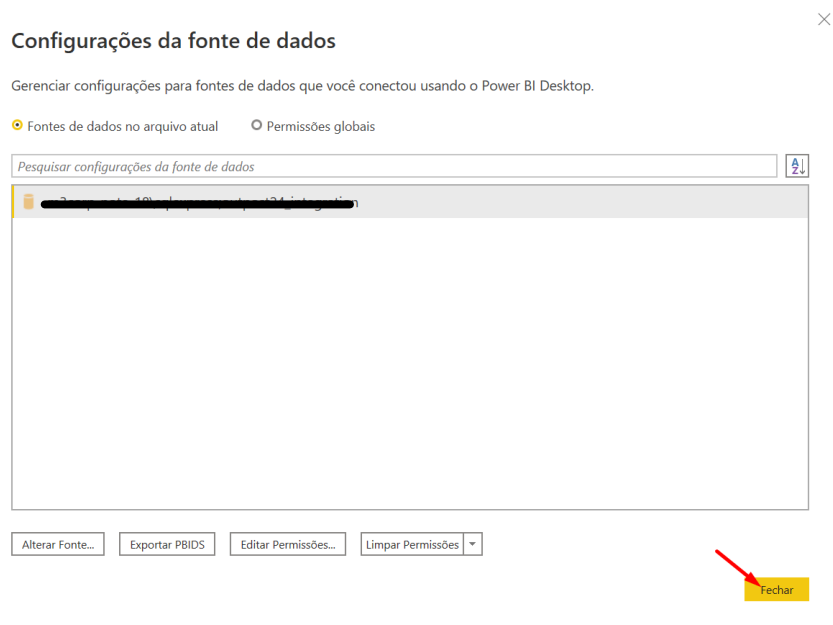 Configurações da fonte de dados
Gerenciar configurações para fontes de dados que você conectou usando o Power BI Desktop.
Fontes de dados no arquivo atual Permissões globais
Pesquisar configurações da fonte de dados
A
Z
Alterar Fonte... Exportar PBIDS Editar Permissões... Limpar Permissões
Fechar